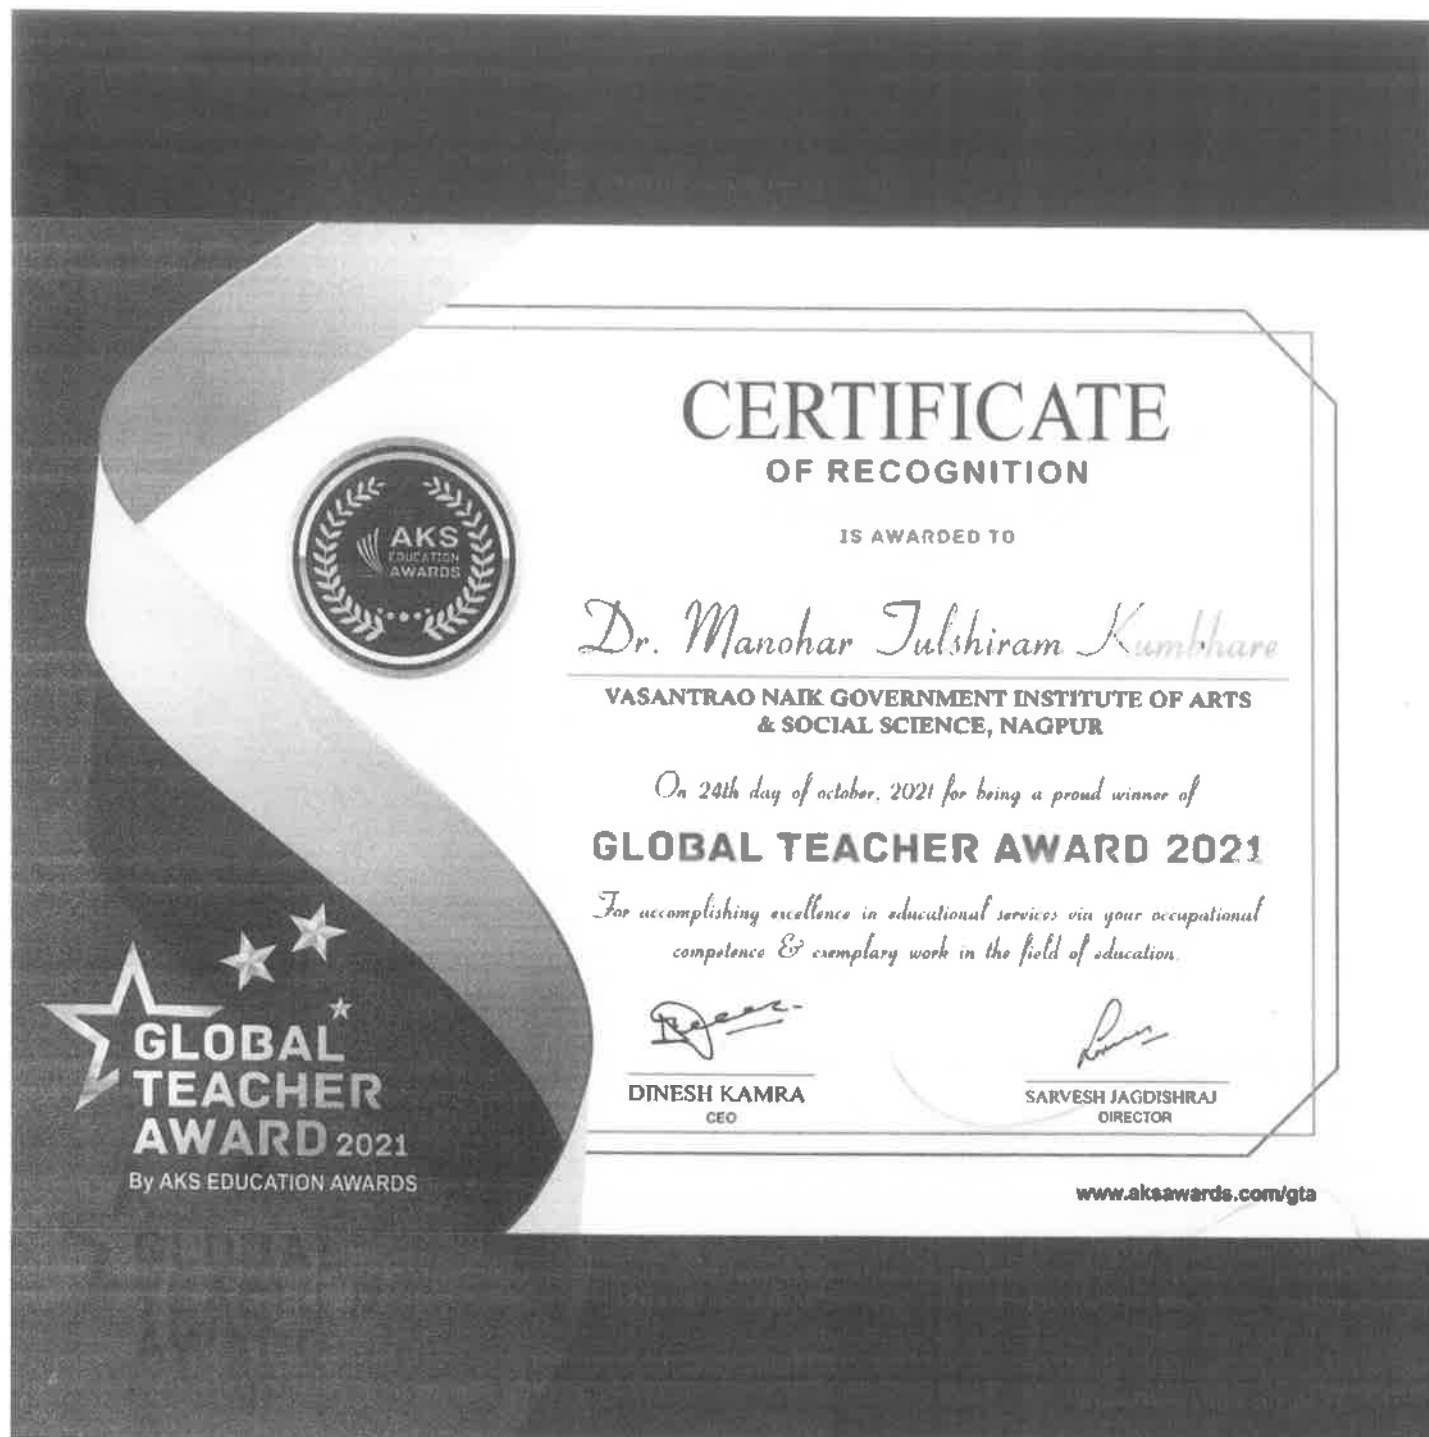 CERTIFICATE
OF RECOGNITION
IS AWARDED TO
AKS
EDUCATION
AWARDS
Dr. Manohar Tulshiram Kumbhare
VASANTRAO NAIK GOVERNMENT INSTITUTE OF ARTS
& SOCIAL SCIENCE, NAGPUR
On 24th day of october, 2021 for being a proud winner of
GLOBAL TEACHER AWARD 2021
For accomplishing excellence in educational services via your occupational
competence & exemplary work in the field of education.
DINESH KAMRA
CEO
SARVESH JAGDISHRAJ
DIRECTOR
GLOBAL
TEACHER
AWARD 2021
By AKS EDUCATION AWARDS
www.aksawards.com/gta